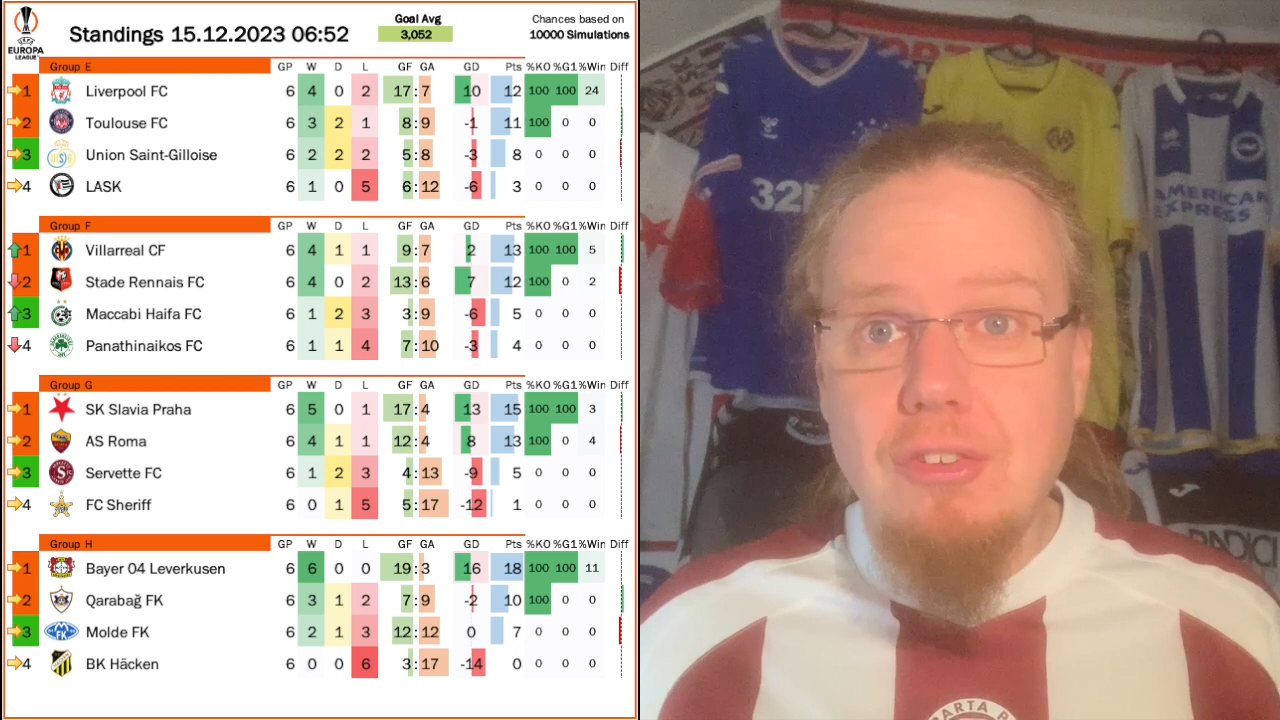 UEFA
EUROPA
LEAGUE
Standings 15.12.2023 06:52
Goal Avg
3,052
Chances based on
10000 Simulations
Group E GP W D L GF GA GD Pts %KO %G1 %Win Diff
1 Liverpool FC 6 4 0 2 17 : 7 10 12 100 100 24
2 Toulouse FC 6 3 2 1 8 : 9 -1 11 100 0 0
3 Union Saint-Gilloise 6 2 2 2 5 : 8 -3 8 0 0 0
4 LASK 6 1 0 5 6 : 12 -6 3 0 0 0
Group F GP W D L GF GA GD Pts %KO %G1 %Win Diff
1 Villarreal CF 6 4 1 1 9 : 7 2 13 100 100 5
2 Stade Rennais FC 6 4 0 2 13 : 6 7 12 100 0 2
3 Maccabi Haifa FC 6 1 2 3 3 : 9 -6 5 0 0 0
4 Panathinaikos FC 6 1 1 4 7 : 10 -3 4 0 0 0
Group G GP W D L GF GA GD Pts %KO %G1 %Win Diff
1 SK Slavia Praha 6 5 0 1 17 : 4 13 15 100 100 3
2 AS Roma 6 4 1 1 12 : 4 8 13 100 0 4
3 Servette FC 6 1 2 3 4 : 13 -9 5 0 0 0
4 FC Sheriff 6 0 1 5 5 : 17 -12 1 0 0 0
Group H GP W D L GF GA GD Pts %KO %G1 %Win Diff
1 Bayer 04 Leverkusen 6 6 0 0 19 : 3 16 18 100 100 11
2 Qarabağ FK 6 3 1 2 7 : 9 -2 10 100 0 0
3 Molde FK 6 2 1 3 12 : 12 0 7 0 0 0
4 BK Häcken 6 0 0 6 3 : 17 -14 0 0 0 0
32R
AMERICAN
EXPRESS
RADICI
ARTA P